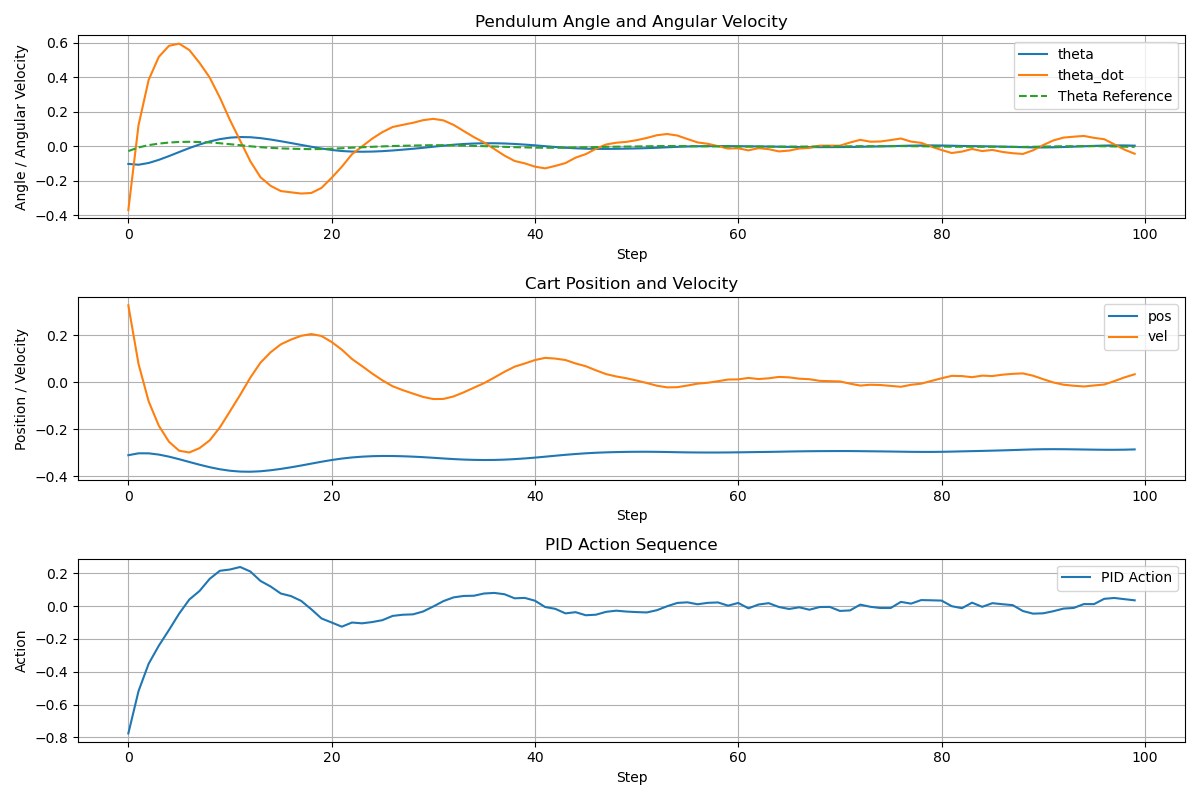 Pendulum Angle and Angular Velocity
Angle / Angular Velocity
0.6
0.4
0.2
0.0
−0.2
−0.4
theta
theta_dot
Theta Reference
0 20 40 60 80 100
Step
Cart Position and Velocity
Position / Velocity
0.2
0.0
−0.2
−0.4
pos
vel
0 20 40 60 80 100
Step
PID Action Sequence
Action
0.2
0.0
−0.2
−0.4
−0.6
−0.8
PID Action
0 20 40 60 80 100
Step